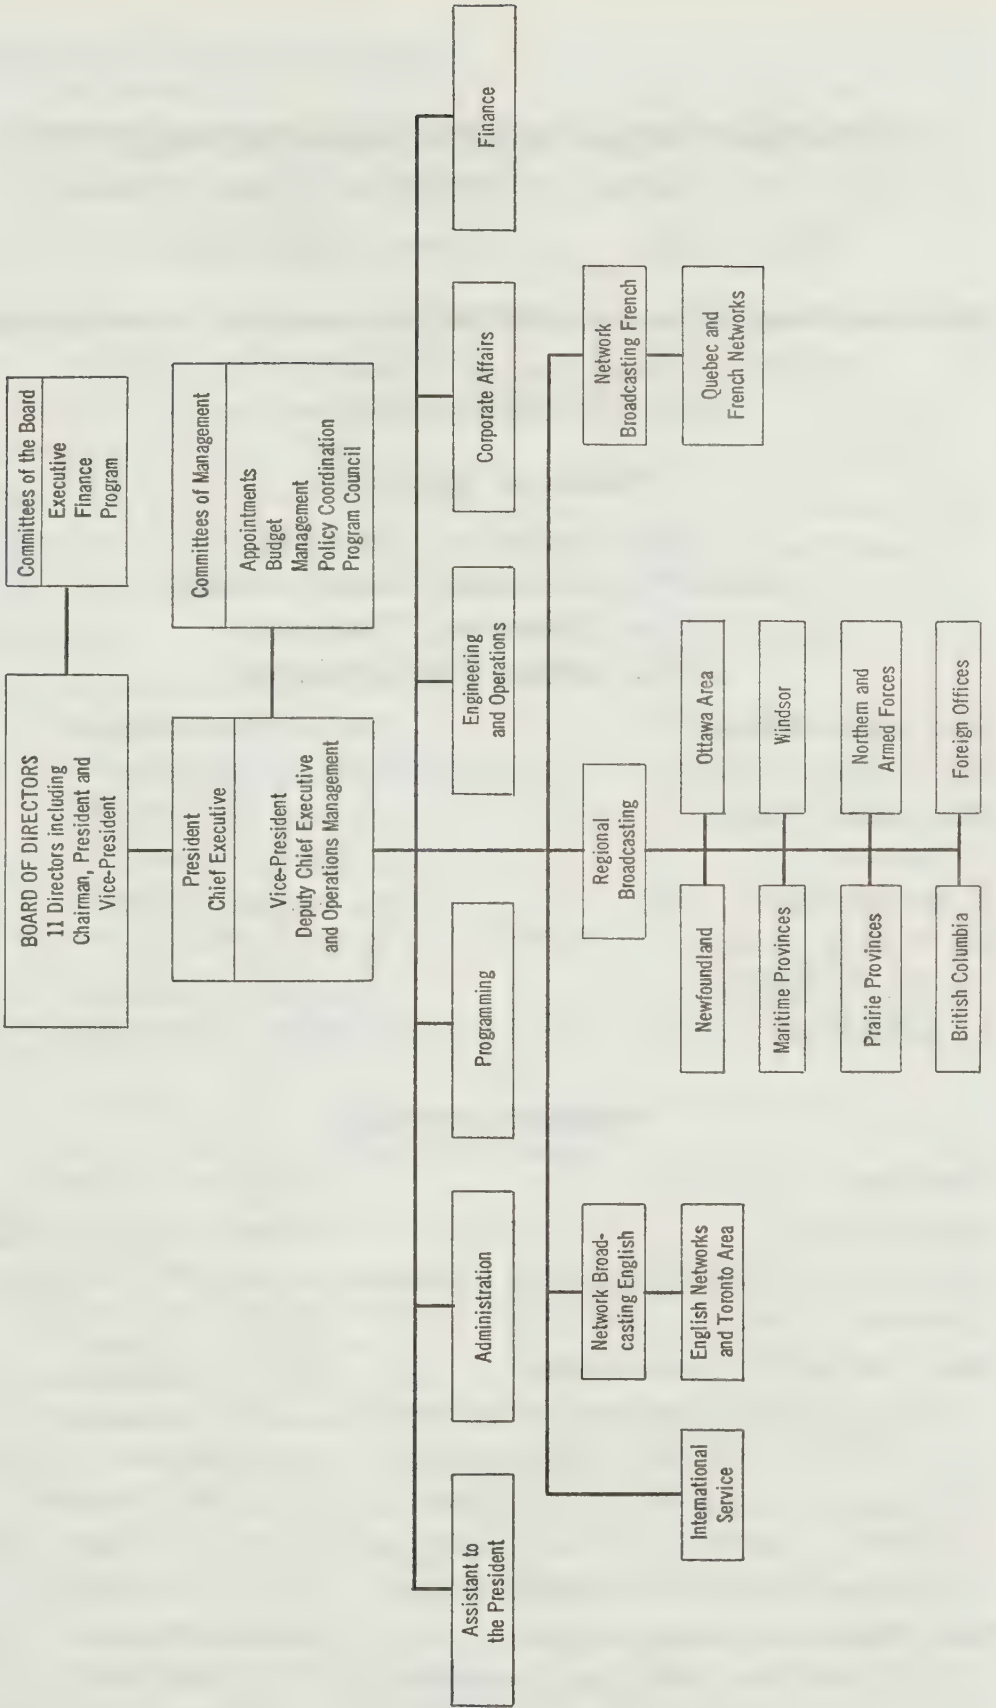 BOARD OF DIRECTORS
11 Directors including
Chairman, President and
Vice-President
Committees of the Board
Executive
Finance
Program
President
Chief Executive
Vice-President
Deputy Chief Executive
and Operations Management
Committees of Management
Appointments
Budget
Management
Policy Coordination
Program Council
Assistant to
the President
Administration
Programming
Engineering
and Operations
Corporate Affairs
Finance
International
Service
Network Broad-
casting English
English Networks
and Toronto Area
Regional
Broadcasting
Newfoundland
Ottawa Area
Maritime Provinces
Windsor
Prairie Provinces
Northern and
Armed Forces
British Columbia
Foreign Offices
Network
Broadcasting French
Quebec and
French Networks